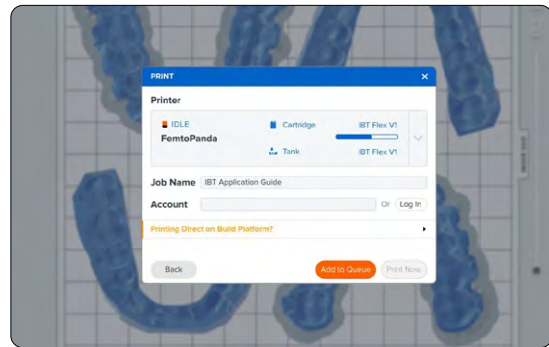 PRINT
Printer
IDLE
FemtoPanda
Cartridge IBT Flex V1
Tank IBT Flex V1
Job Name IBT Application Guide
Account Or Log In
Printing Direct on Build Platform?
Back Add to Queue Print Now